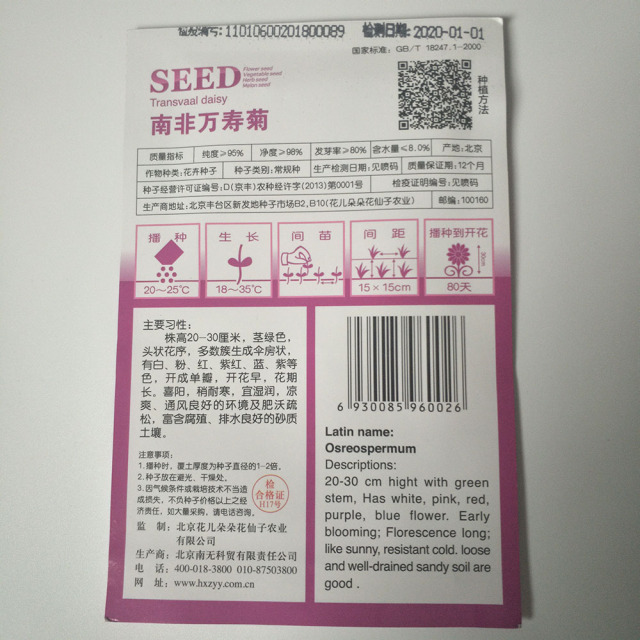 检疫编号: 11010600201800089 检测日期: 2020-01-01
国家标准: GB/T 18247.1-2000
SEED
Flower seed
Vegetable seed
Herb seed
Melon seed
Transvaal daisy
南非万寿菊
种植方法
质量指标 纯度≥95% 净度≥98% 发芽率≥80% 含水量≤8.0% 产地:北京
作物种类:花卉种子 种子类别:常规种 生产检测日期:见喷码 质量保证期:12个月
种子经营许可证编号:D(京丰)农种经许字(2013)第0001号 检疫证明编号:见喷码
生产商地址:北京丰台区新发地种子市场B2,B10(花儿朵朵花仙子农业) 邮编:100160
播种 生长 间苗 间距 播种到开花
30cm
20~25℃ 18~35℃ 15×15cm 80天
主要习性:
株高20-30厘米,茎绿色,
头状花序,多数簇生成伞房状,
有白、粉、红、紫红、蓝、紫等
色,开成单瓣,开花早,花期
长。喜阳,稍耐寒,宜湿润,凉
爽、通风良好的环境及肥沃疏
松,富含腐殖、排水良好的砂质
土壤。
注意事项:
1.播种时,覆土厚度为种子直径的1-2倍。
2.种子放在避光、干燥处。
3.因气候条件或栽培技术不当造
成损失,不负种子价格以上之经
济责任,如大量采购,请电话咨询。
检
合格证
H17号
监制:北京花儿朵朵花仙子农业
有限公司
生产商:北京南无科贸有限责任公司
电话:400-018-3800 010-87503800
网址:www.hxzyy.com.cn
6 930085 960026
Latin name:
Osreospermum
Descriptions:
20-30 cm hight with green
stem, Has white, pink, red,
purple, blue flower. Early
blooming; Florescence long;
like sunny, resistant cold. loose
and well-drained sandy soil are
good .